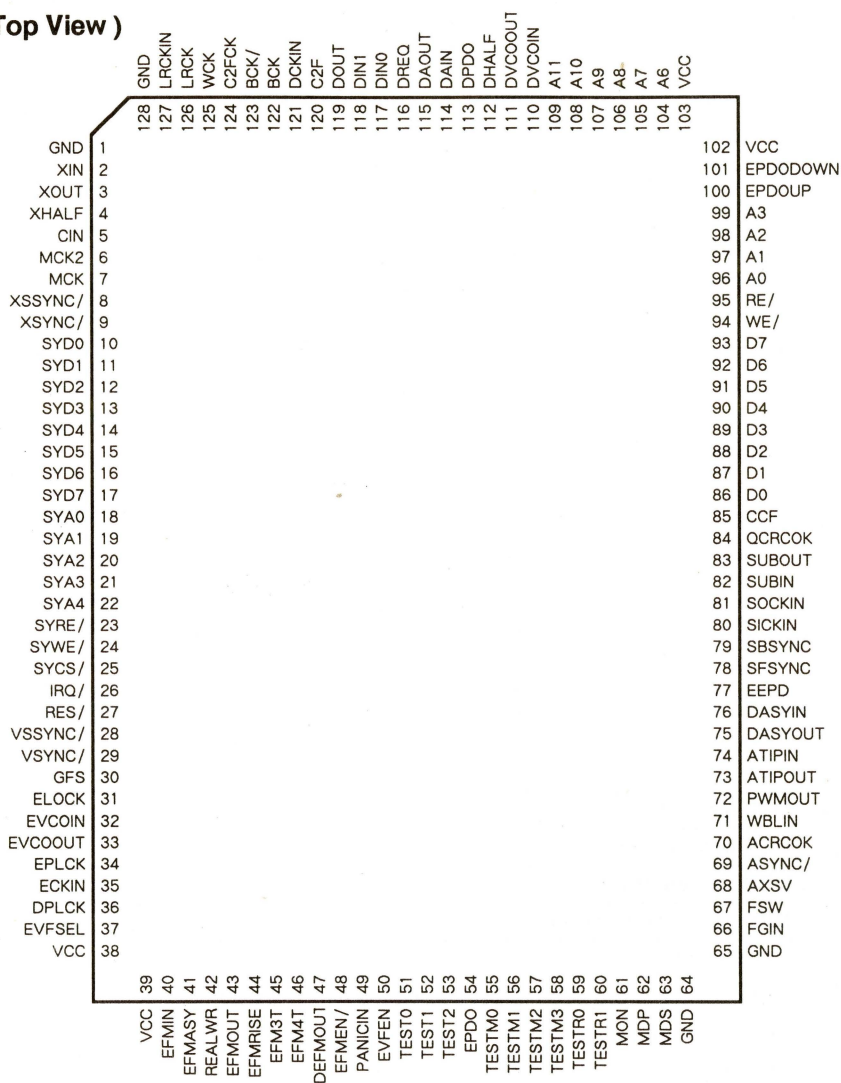 Top View )
GND LRCKIN LRCK WCK C2FCK BCK/ BCK DCKIN C2F DOUT DIN1 DIN0 DREQ DAOUT DAIN DPDO DHALF DVCOOUT DVCOIN A11 A10 A9 A8 A7 A6 VCC
128 127 126 125 124 123 122 121 120 119 118 117 116 115 114 113 112 111 110 109 108 107 106 105 104 103
GND 1 102 VCC
XIN 2 101 EPDODOWN
XOUT 3 100 EPDOUP
XHALF 4 99 A3
CIN 5 98 A2
MCK2 6 97 A1
MCK 7 96 A0
XSSYNC/ 8 95 RE/
XSYNC/ 9 94 WE/
SYD0 10 93 D7
SYD1 11 92 D6
SYD2 12 91 D5
SYD3 13 90 D4
SYD4 14 89 D3
SYD5 15 88 D2
SYD6 16 87 D1
SYD7 17 86 D0
SYA0 18 85 CCF
SYA1 19 84 QCRCOK
SYA2 20 83 SUBOUT
SYA3 21 82 SUBIN
SYA4 22 81 SOCKIN
SYRE/ 23 80 SICKIN
SYWE/ 24 79 SBSYNC
SYCS/ 25 78 SFSYNC
IRQ/ 26 77 EEPD
RES/ 27 76 DASYIN
VSSYNC/ 28 75 DASYOUT
VSYNC/ 29 74 ATIPIN
GFS 30 73 ATIPOUT
ELOCK 31 72 PWMOUT
EVCOIN 32 71 WBLIN
EVCOOUT 33 70 ACRCOK
EPLCK 34 69 ASYNC/
ECKIN 35 68 AXSV
DPLCK 36 67 FSW
EVFSEL 37 66 FGIN
VCC 38 65 GND
39 40 41 42 43 44 45 46 47 48 49 50 51 52 53 54 55 56 57 58 59 60 61 62 63 64
VCC EFMIN EFMASY REALWR EFMOUT EFMRISE EFM3T EFM4T DEFMOUT EFMEN/ PANICIN EVFEN TEST0 TEST1 TEST2 EPDO TESTM0 TESTM1 TESTM2 TESTM3 TESTR0 TESTR1 MON MDP MDS GND